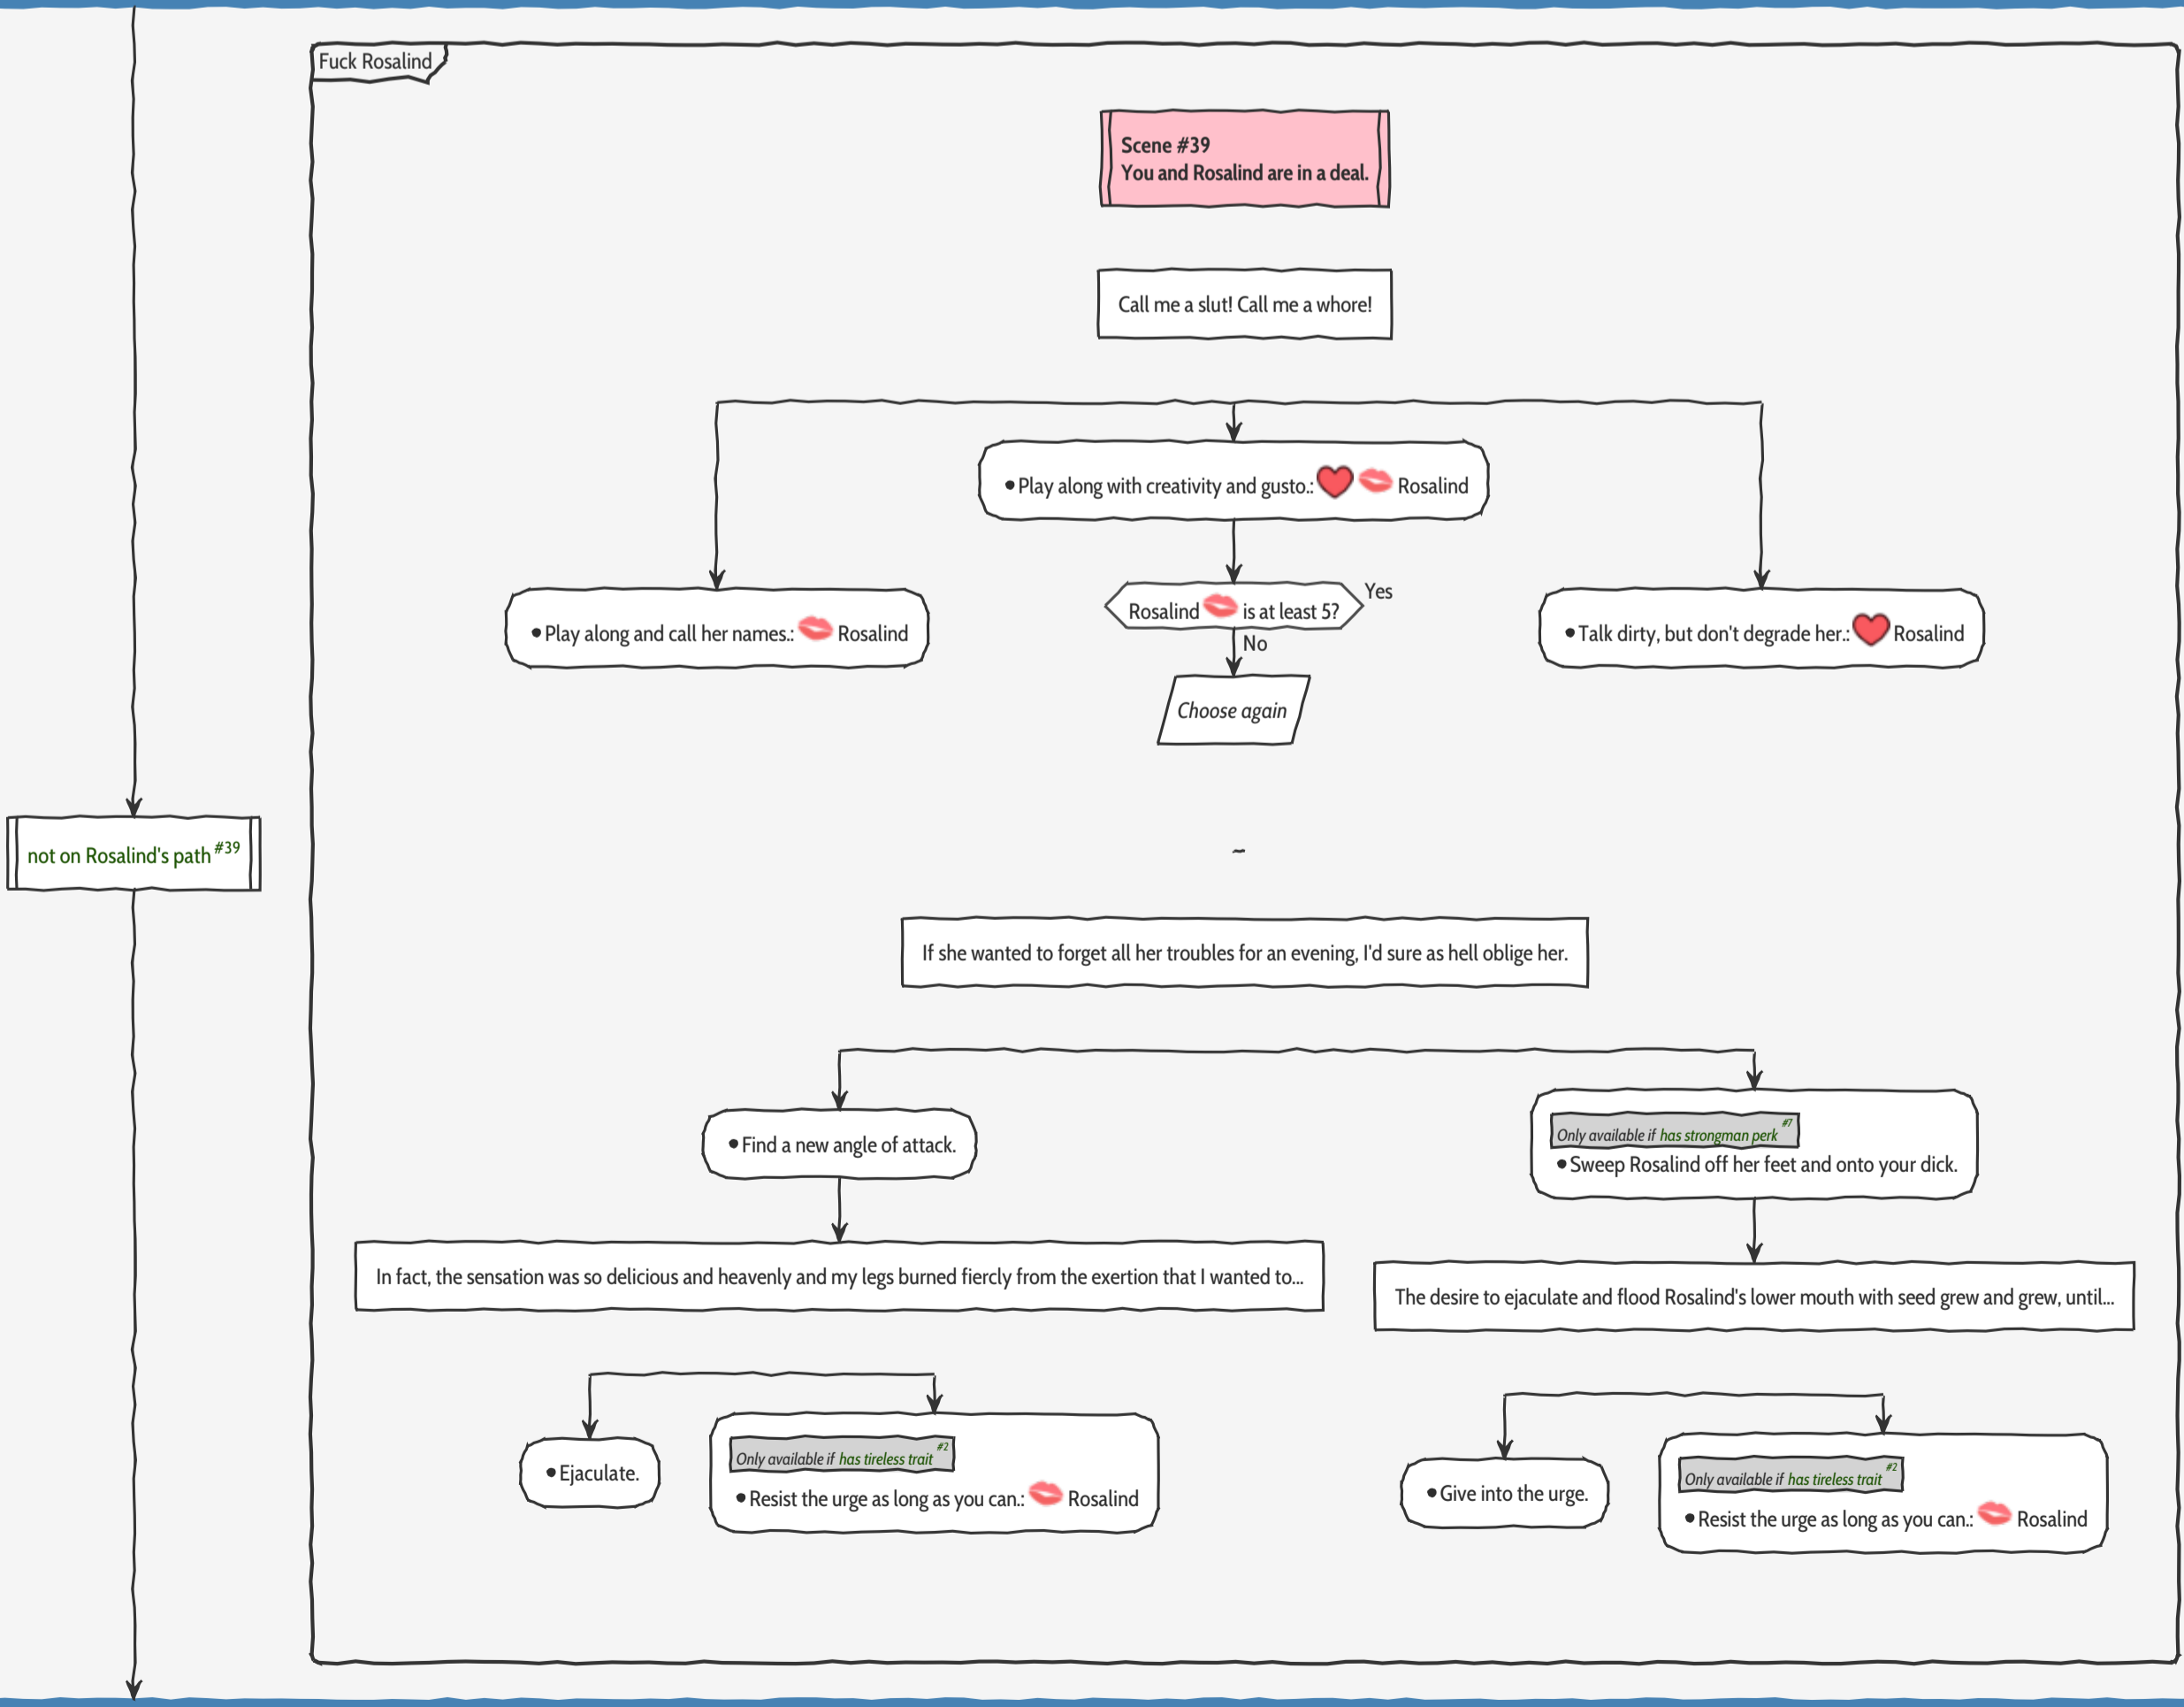 Fuck Rosalind
Scene #39
You and Rosalind are in a deal.
Call me a slut! Call me a whore!
•Play along with creativity and gusto.: Rosalind
•Play along and call her names.: Rosalind
Rosalind is at least 5?
Yes
No
•Talk dirty, but don't degrade her.: Rosalind
Choose again
not on Rosalind's path #39
~
If she wanted to forget all her troubles for an evening, I'd sure as hell oblige her.
•Find a new angle of attack.
Only available if has strongman perk #7
•Sweep Rosalind off her feet and onto your dick.
In fact, the sensation was so delicious and heavenly and my legs burned fiercly from the exertion that I wanted to...
The desire to ejaculate and flood Rosalind's lower mouth with seed grew and grew, until...
•Ejaculate.
Only available if has tireless trait #2
•Resist the urge as long as you can.: Rosalind
•Give into the urge.
Only available if has tireless trait #2
•Resist the urge as long as you can.: Rosalind